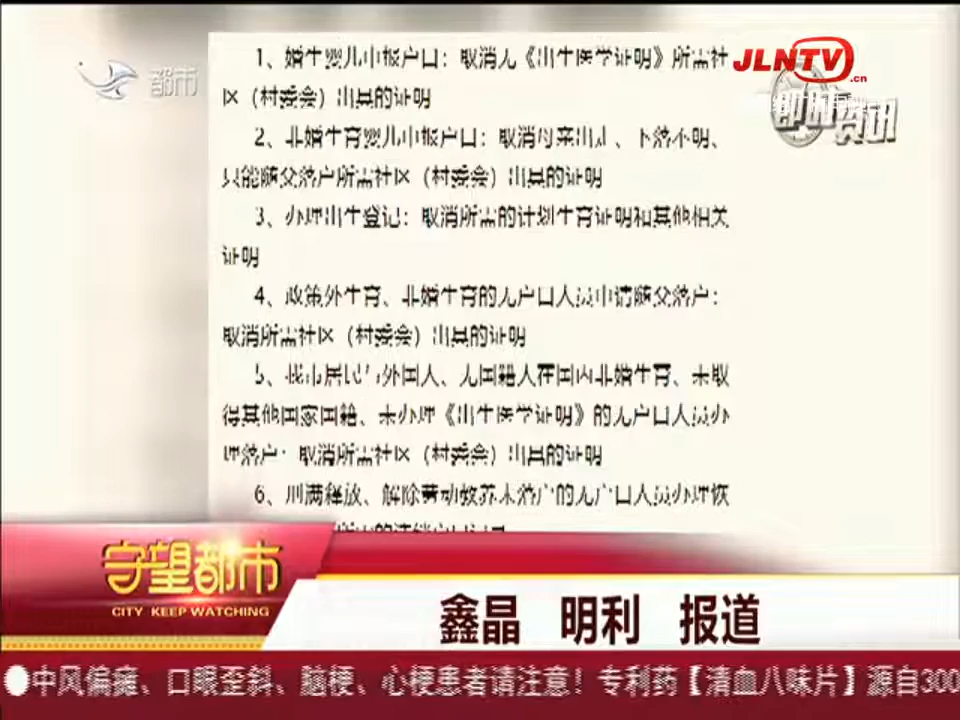 1、婚生婴儿申报户口：取消无《出生医学证明》所需社
区（村委会）出具的证明
2、非婚生育婴儿申报户口：取消母亲出走、下落不明、
只能随父落户所需社区（村委会）出具的证明
3、办理出生登记：取消所需的计划生育证明和其他相关
证明
4、政策外生育、非婚生育的无户口人员申请随父落户：
取消所需社区（村委会）出具的证明
5、我市居民与外国人、无国籍人在国内非婚生育、未取
得其他国家国籍、未办理《出生医学证明》的无户口人员办
理落户：取消所需社区（村委会）出具的证明
6、刑满释放、解除劳动教养未落户的无户口人员办理恢
JLNTV
.cn
都市
即时资讯
守望都市
CITY KEEP WATCHING
鑫晶 明利 报道
●中风偏瘫、口眼歪斜、脑梗、心梗患者请注意！专利药【清血八味片】源自300